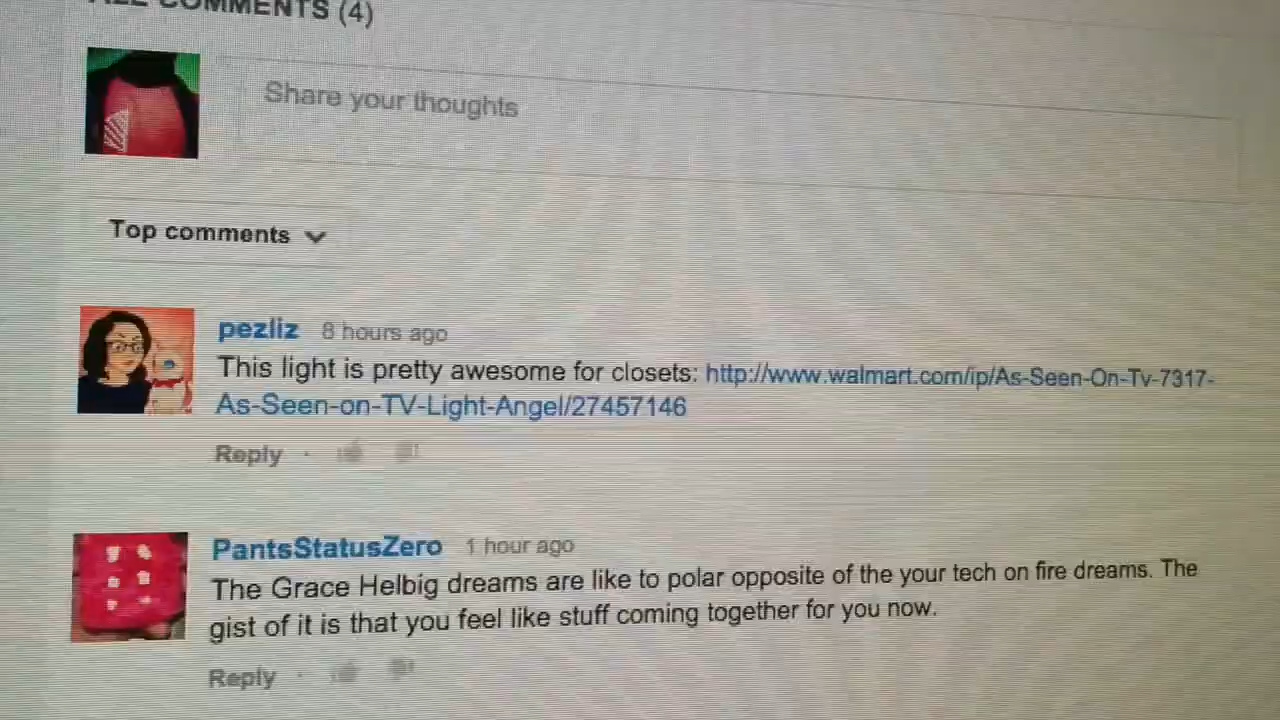 ALL COMMENTS (4)
Share your thoughts
Top comments
pezliz 8 hours ago
This light is pretty awesome for closets: http://www.walmart.com/ip/As-Seen-On-Tv-7317-
As-Seen-on-TV-Light-Angel/27457146
Reply ·
PantsStatusZero 1 hour ago
The Grace Helbig dreams are like to polar opposite of the your tech on fire dreams. The
gist of it is that you feel like stuff coming together for you now.
Reply ·